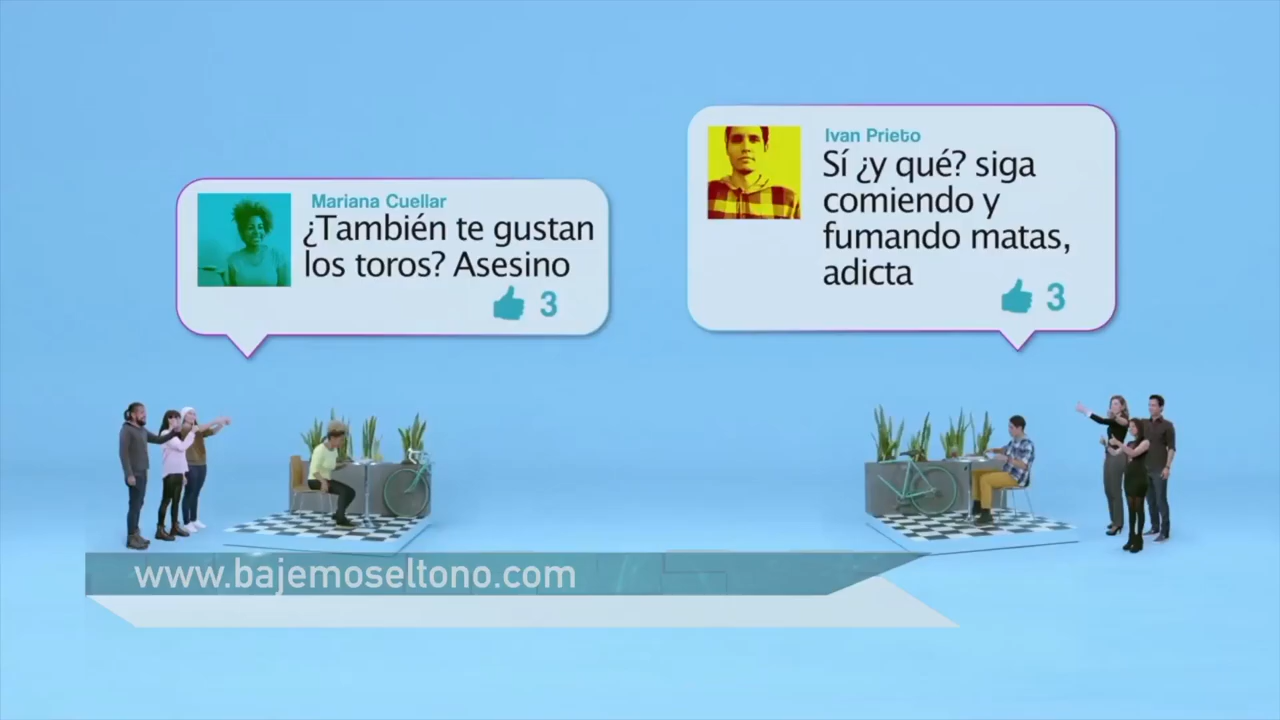 Mariana Cuellar
¿También te gustan
los toros? Asesino
3
Ivan Prieto
Sí ¿y qué? siga
comiendo y
fumando matas,
adicta
3
www.bajemoseltono.com